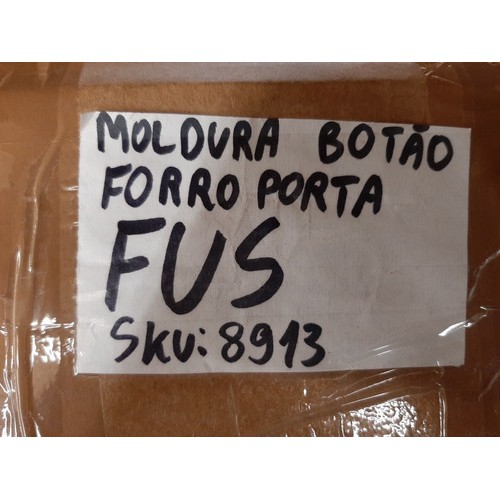 MOLDURA BOTÃO
FORRO PORTA
FUS
SKU: 8913